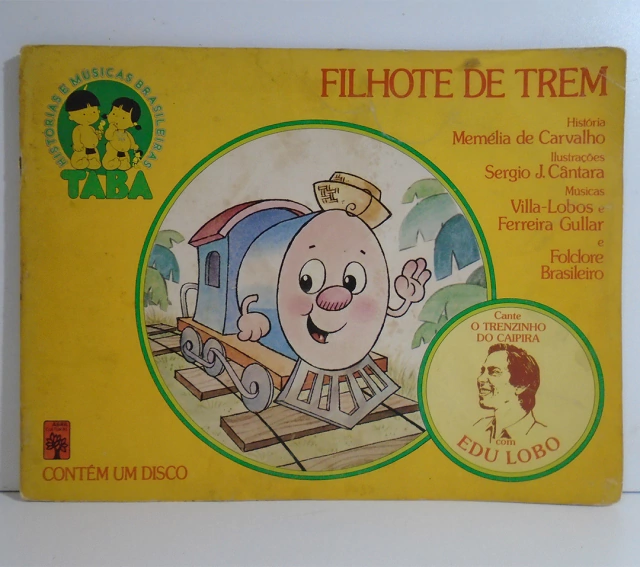 HISTÓRIAS E MÚSICAS BRASILEIRAS
TABA
FILHOTE DE TREM
História
Memélia de Carvalho
Ilustrações
Sergio J. Cântara
Músicas
Villa-Lobos e
Ferreira Gullar
e
Folclore
Brasileiro
Cante
O TRENZINHO
DO CAIPIRA
com
EDU LOBO
CONTÉM UM DISCO